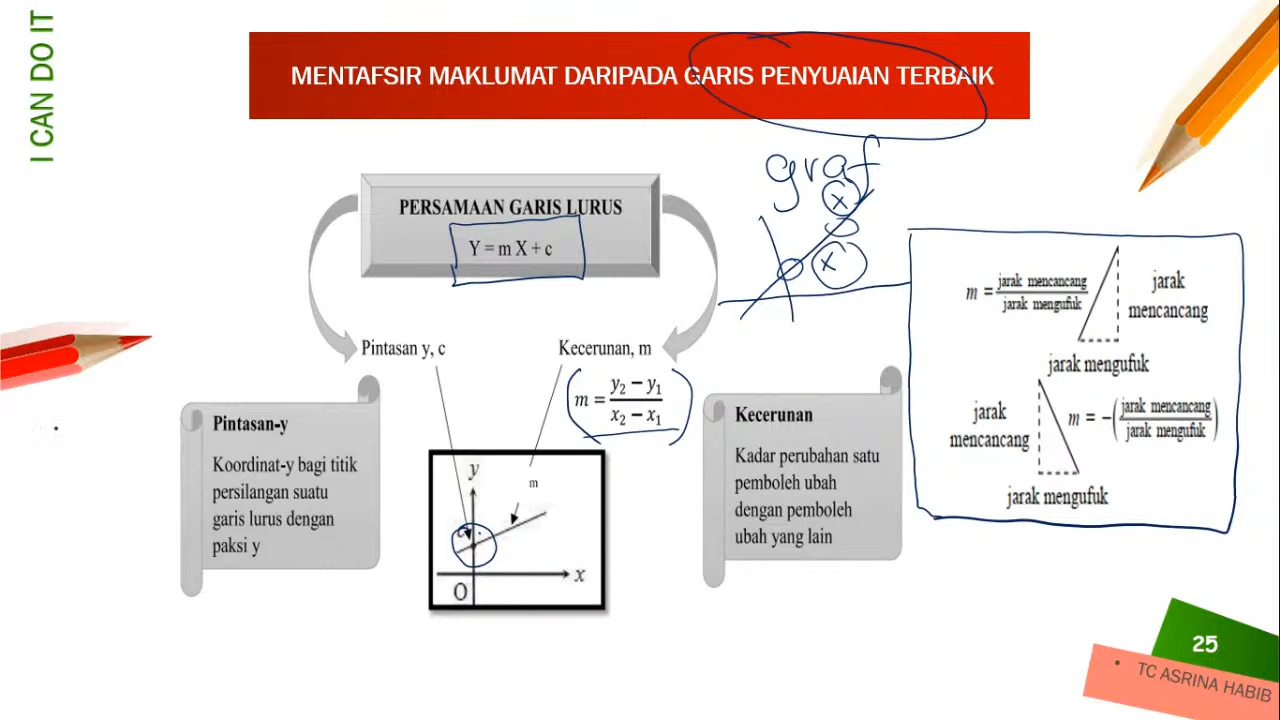 I CAN DO IT
MENTAFSIR MAKLUMAT DARIPADA GARIS PENYUAIAN TERBAIK
graf
x
x
PERSAMAAN GARIS LURUS
Y = m X + c
Pintasan y, c
Kecerunan, m
m = (y₂ − y₁)/(x₂ − x₁)
Pintasan-y
Koordinat-y bagi titik
persilangan suatu
garis lurus dengan
paksi y
y
m
x
O
Kecerunan
Kadar perubahan satu
pemboleh ubah
dengan pemboleh
ubah yang lain
m = jarak mencancang / jarak mengufuk
jarak
mencancang
jarak mengufuk
jarak
mencancang
m = −(jarak mencancang / jarak mengufuk)
jarak mengufuk
25
• TC ASRINA HABIB